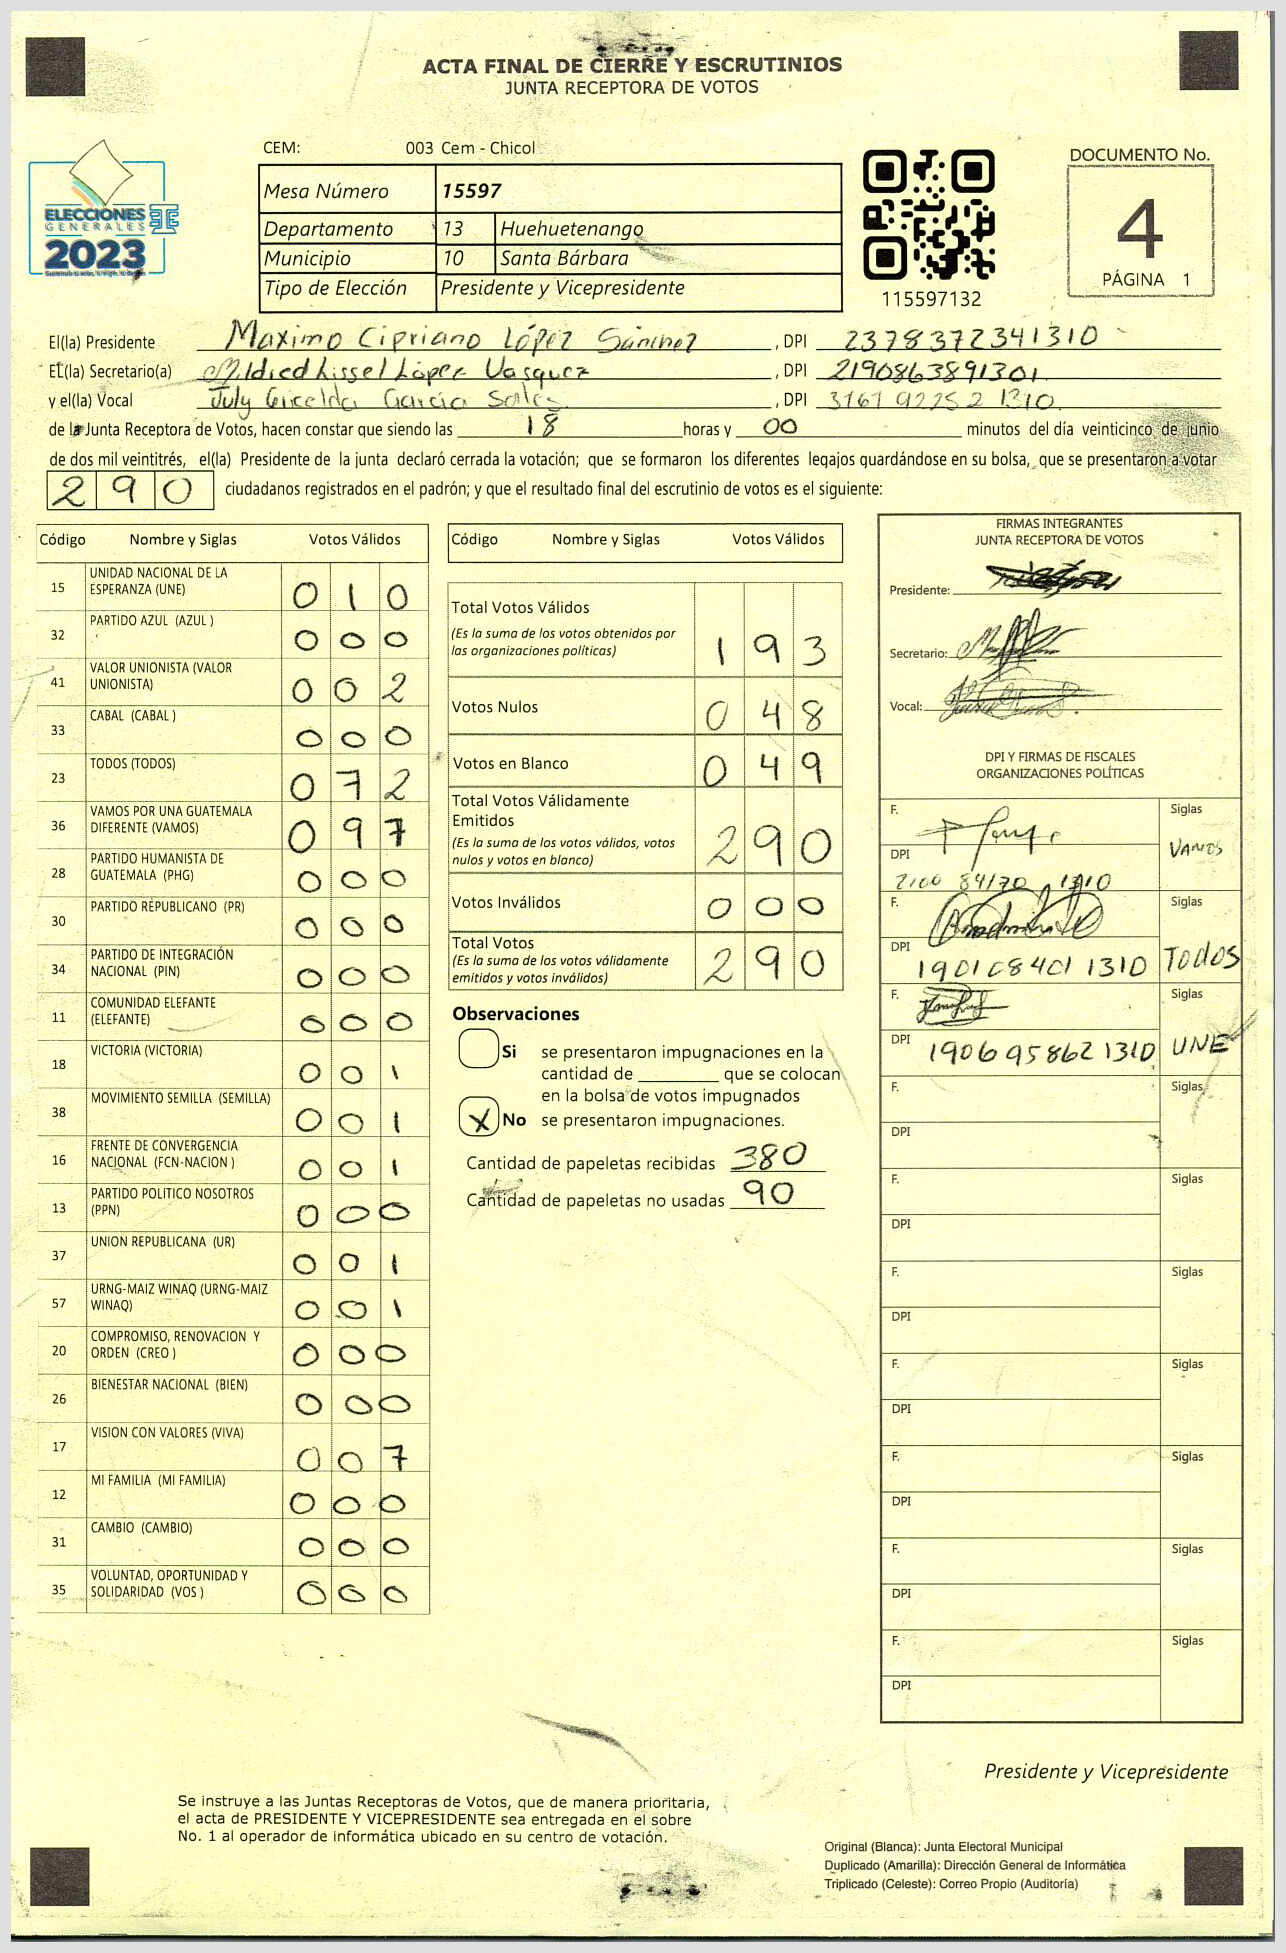 ACTA FINAL DE CIERRE Y ESCRUTINIOS
JUNTA RECEPTORA DE VOTOS
CEM: 003 Cem - Chicol
ELECCIONES
GENERALES
2023
Mesa Número 15597
Departamento 13 Huehuetenango
Municipio 10 Santa Bárbara
Tipo de Elección Presidente y Vicepresidente
115597132
DOCUMENTO No.
4
PÁGINA 1
El(la) Presidente Maximo Cipriano López Sánchez , DPI 2378372341310
El(la) Secretario(a) Mildred Lissel López Vasquez , DPI 2190863891301
y el(la) Vocal July Gricelda García Sales , DPI 3167 92252 1310
de la Junta Receptora de Votos, hacen constar que siendo las 18 horas y 00 minutos del día veinticinco de junio
de dos mil veintitrés, el(la) Presidente de la junta declaró cerrada la votación; que se formaron los diferentes legajos guardándose en su bolsa, que se presentaron a votar
290 ciudadanos registrados en el padrón; y que el resultado final del escrutinio de votos es el siguiente:
Código Nombre y Siglas Votos Válidos
15 UNIDAD NACIONAL DE LA ESPERANZA (UNE) 0 1 0
32 PARTIDO AZUL (AZUL ) 0 0 0
41 VALOR UNIONISTA (VALOR UNIONISTA) 0 0 2
33 CABAL (CABAL ) 0 0 0
23 TODOS (TODOS) 0 7 2
36 VAMOS POR UNA GUATEMALA DIFERENTE (VAMOS) 0 9 7
28 PARTIDO HUMANISTA DE GUATEMALA (PHG) 0 0 0
30 PARTIDO REPUBLICANO (PR) 0 0 0
34 PARTIDO DE INTEGRACIÓN NACIONAL (PIN) 0 0 0
11 COMUNIDAD ELEFANTE (ELEFANTE) 0 0 0
18 VICTORIA (VICTORIA) 0 0 1
38 MOVIMIENTO SEMILLA (SEMILLA) 0 0 1
16 FRENTE DE CONVERGENCIA NACIONAL (FCN-NACION ) 0 0 1
13 PARTIDO POLITICO NOSOTROS (PPN) 0 0 0
37 UNION REPUBLICANA (UR) 0 0 1
57 URNG-MAIZ WINAQ (URNG-MAIZ WINAQ) 0 0 1
20 COMPROMISO, RENOVACION Y ORDEN (CREO ) 0 0 0
26 BIENESTAR NACIONAL (BIEN) 0 0 0
17 VISION CON VALORES (VIVA) 0 0 7
12 MI FAMILIA (MI FAMILIA) 0 0 0
31 CAMBIO (CAMBIO) 0 0 0
35 VOLUNTAD, OPORTUNIDAD Y SOLIDARIDAD (VOS ) 0 0 0
Código Nombre y Siglas Votos Válidos
Total Votos Válidos
(Es la suma de los votos obtenidos por
las organizaciones políticas) 1 9 3
Votos Nulos 0 4 8
Votos en Blanco 0 4 9
Total Votos Válidamente
Emitidos
(Es la suma de los votos válidos, votos
nulos y votos en blanco) 2 9 0
Votos Inválidos 0 0 0
Total Votos
(Es la suma de los votos válidamente
emitidos y votos inválidos) 2 9 0
Observaciones
Si se presentaron impugnaciones en la
cantidad de ________ que se colocan
en la bolsa de votos impugnados
X No se presentaron impugnaciones.
Cantidad de papeletas recibidas 380
Cantidad de papeletas no usadas 90
FIRMAS INTEGRANTES
JUNTA RECEPTORA DE VOTOS
Presidente:
Secretario:
Vocal:
DPI Y FIRMAS DE FISCALES
ORGANIZACIONES POLÍTICAS
F. Siglas
DPI VAMOS
2100 84170 1310
F. Siglas
DPI 190108401 1310 TODOS
F. Siglas
DPI 190695862 1310 UNE
F. Siglas
DPI
F. Siglas
DPI
F. Siglas
DPI
F. Siglas
DPI
F. Siglas
DPI
F. Siglas
DPI
F. Siglas
DPI
Presidente y Vicepresidente
Se instruye a las Juntas Receptoras de Votos, que de manera prioritaria,
el acta de PRESIDENTE Y VICEPRESIDENTE sea entregada en el sobre
No. 1 al operador de informática ubicado en su centro de votación.
Original (Blanca): Junta Electoral Municipal
Duplicado (Amarilla): Dirección General de Informática
Triplicado (Celeste): Correo Propio (Auditoría)